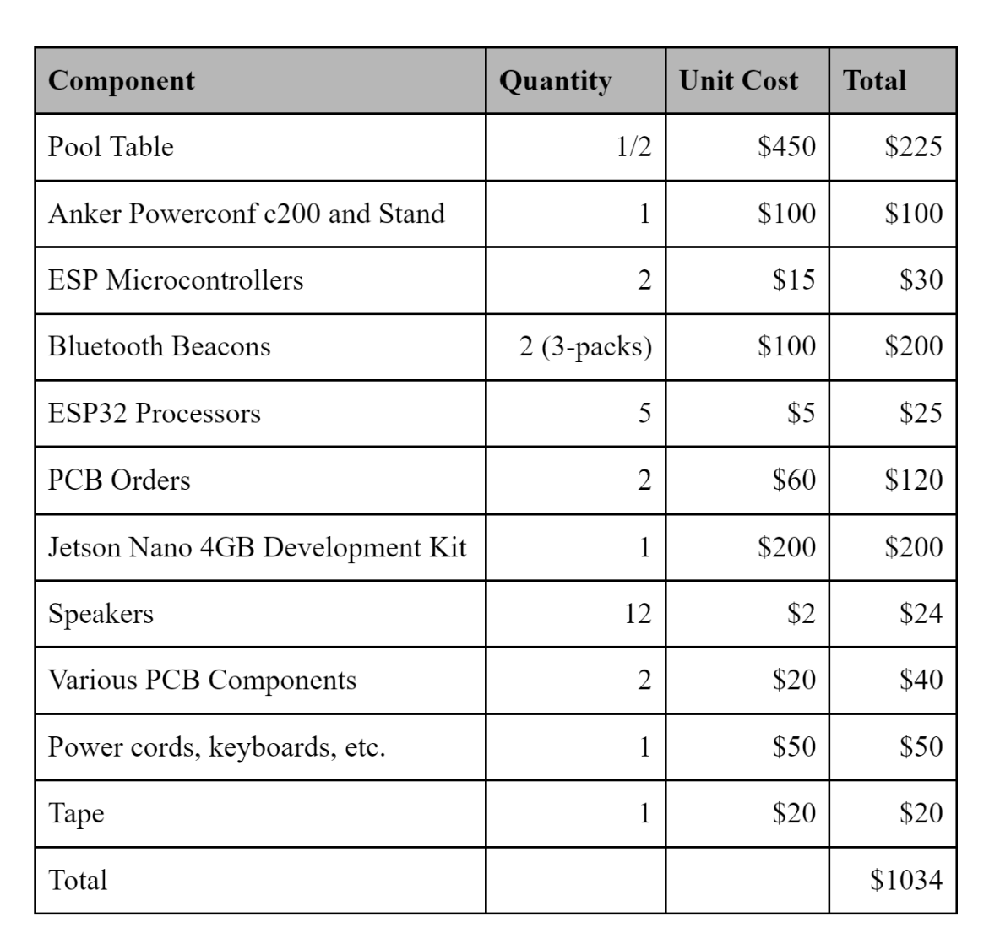 Component Quantity Unit Cost Total
Pool Table 1/2 $450 $225
Anker Powerconf c200 and Stand 1 $100 $100
ESP Microcontrollers 2 $15 $30
Bluetooth Beacons 2 (3-packs) $100 $200
ESP32 Processors 5 $5 $25
PCB Orders 2 $60 $120
Jetson Nano 4GB Development Kit 1 $200 $200
Speakers 12 $2 $24
Various PCB Components 2 $20 $40
Power cords, keyboards, etc. 1 $50 $50
Tape 1 $20 $20
Total $1034